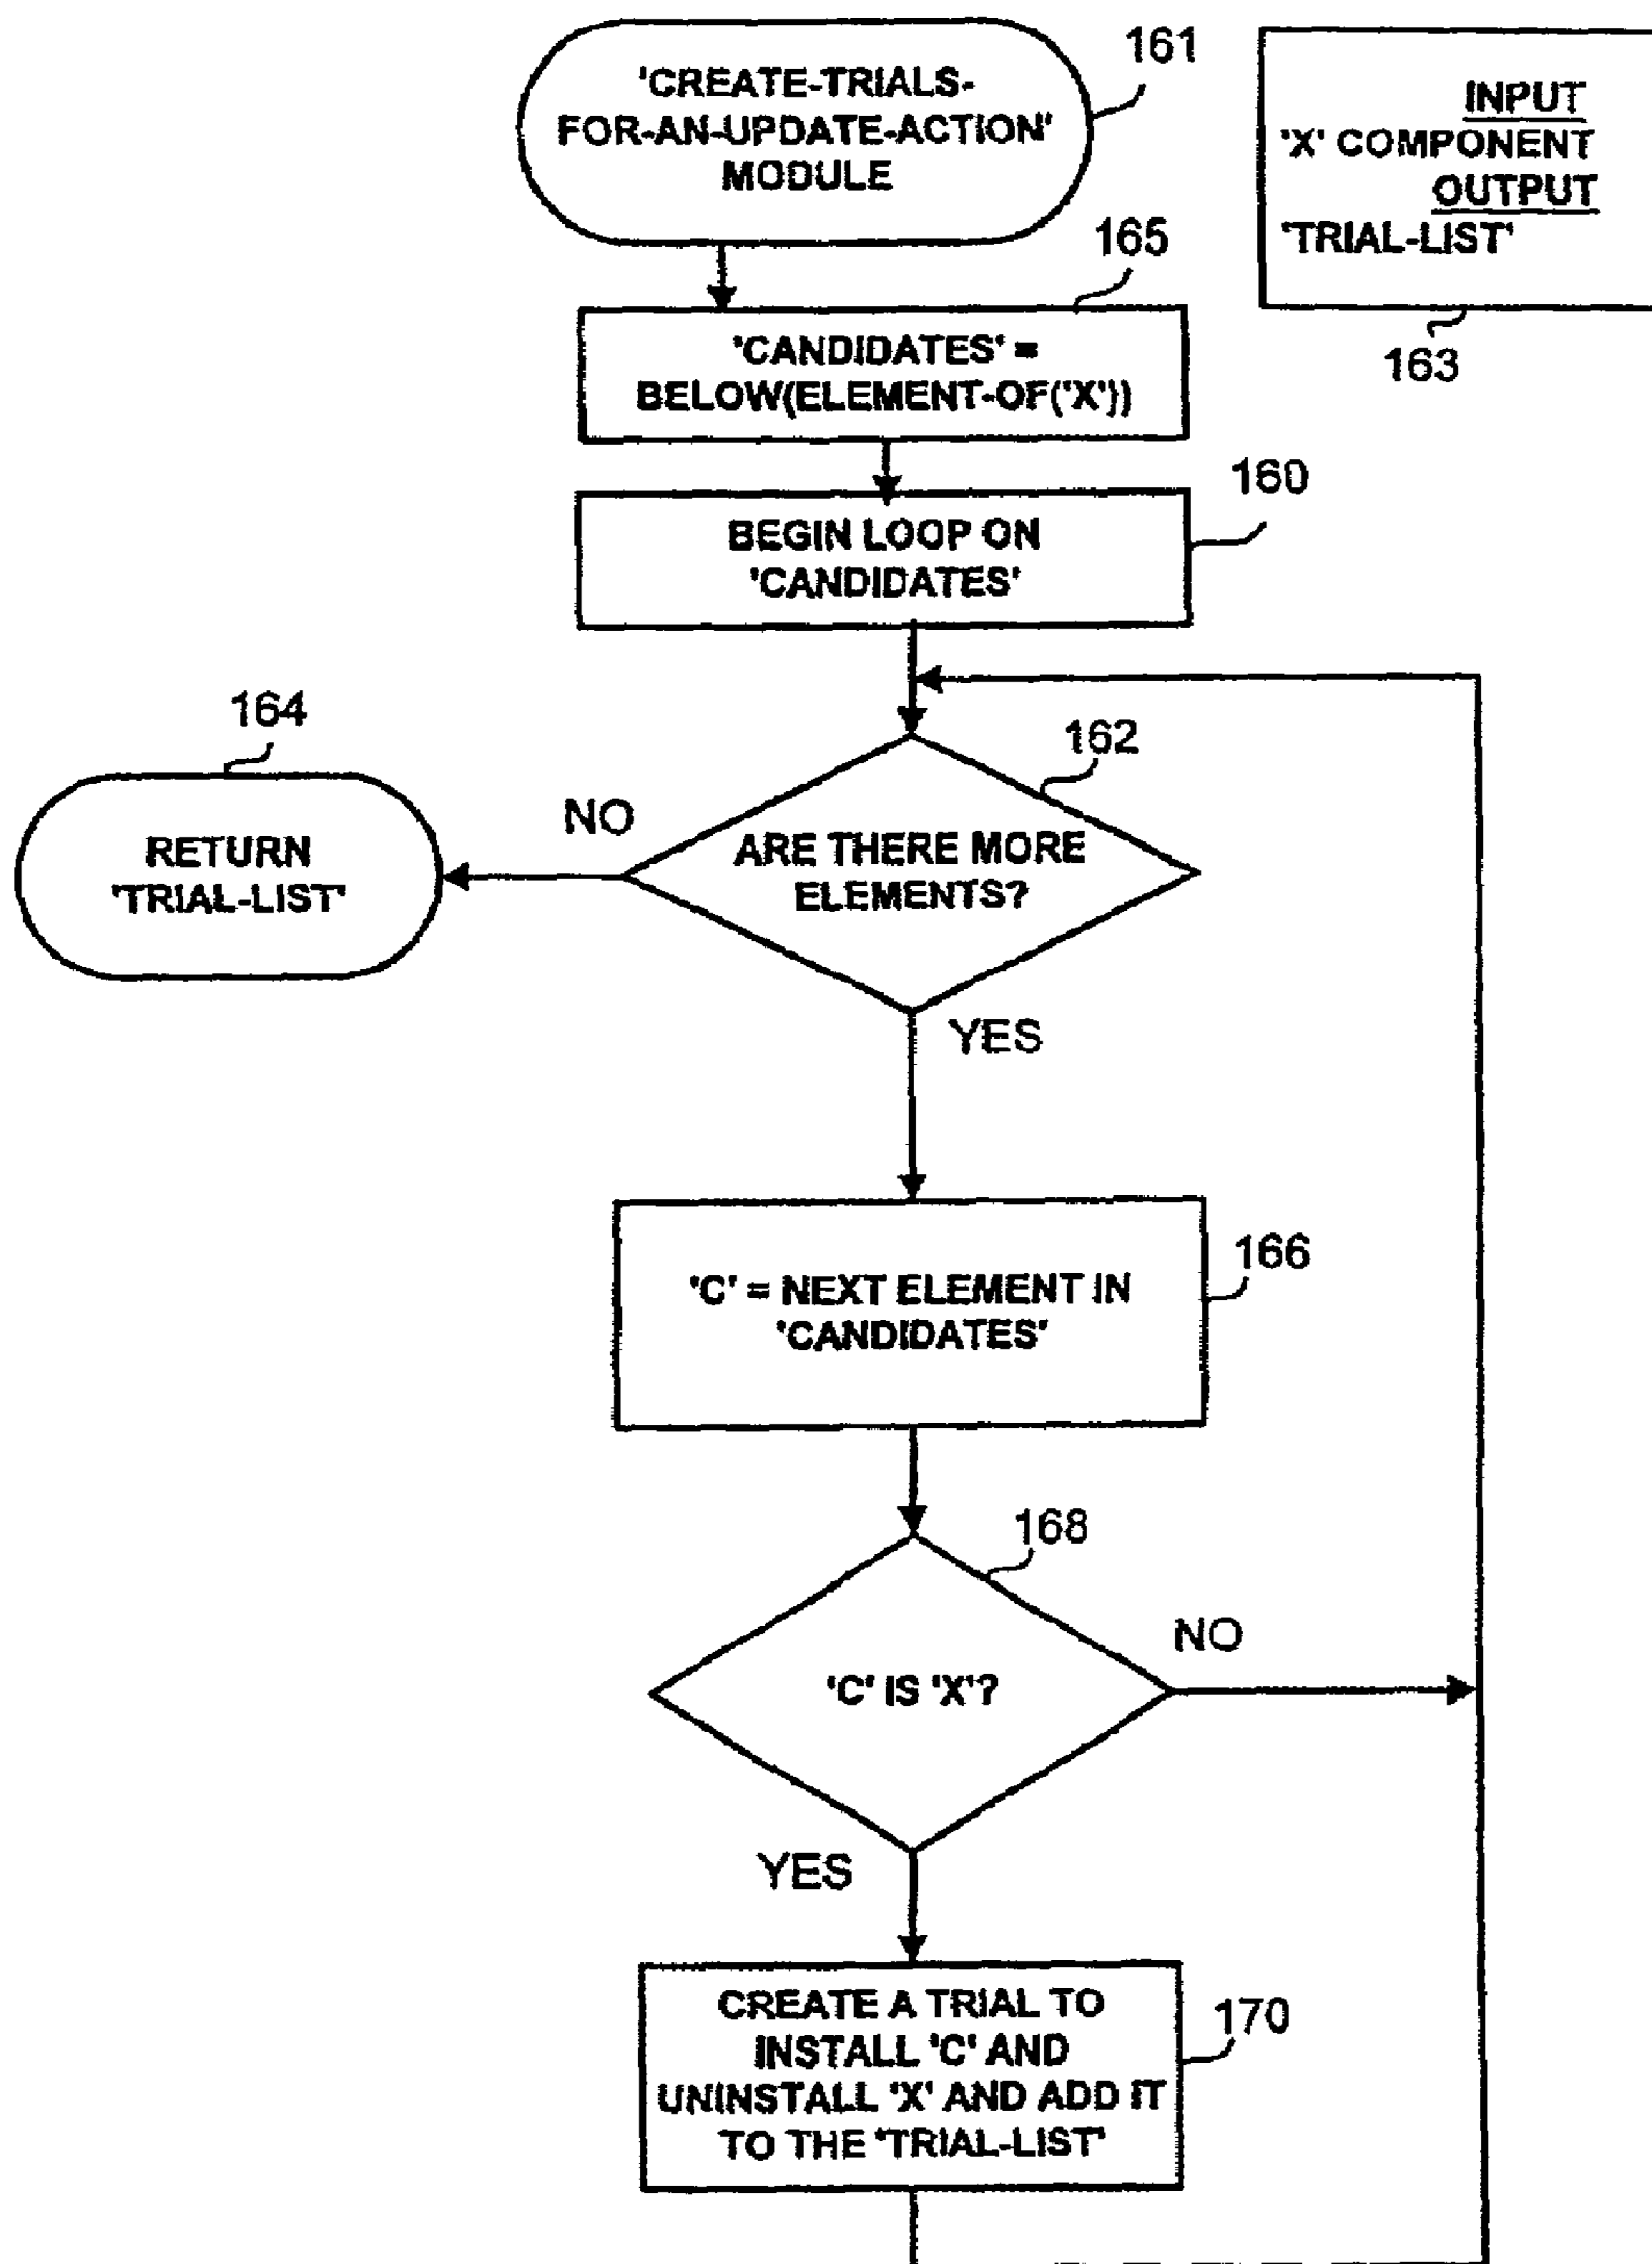 'CREATE-TRIALS-
FOR-AN-UPDATE-ACTION'
MODULE
161
INPUT
'X' COMPONENT
OUTPUT
'TRIAL-LIST'
163
165
'CANDIDATES' =
BELOW(ELEMENT-OF('X'))
160
BEGIN LOOP ON
'CANDIDATES'
164
RETURN
'TRIAL-LIST'
NO
162
ARE THERE MORE
ELEMENTS?
YES
166
'C' = NEXT ELEMENT IN
'CANDIDATES'
168
'C' IS 'X'?
NO
YES
CREATE A TRIAL TO
INSTALL 'C' AND
UNINSTALL 'X' AND ADD IT
TO THE 'TRIAL-LIST'
170